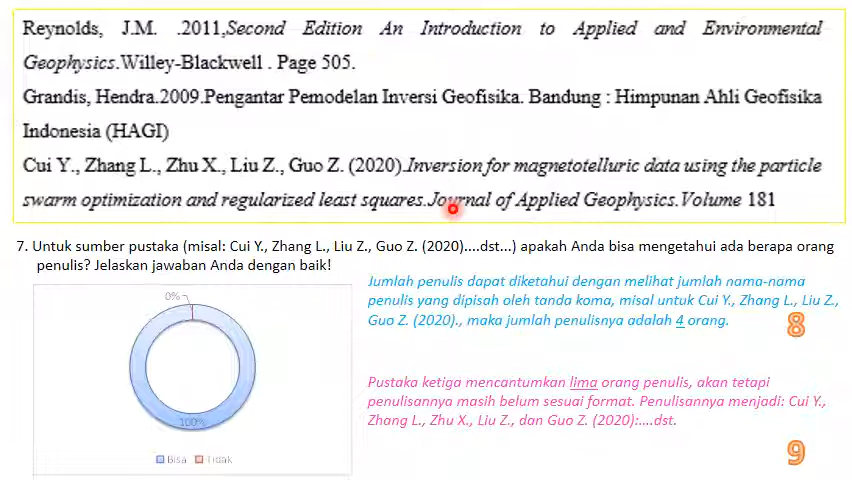 Reynolds, J.M. .2011,Second Edition An Introduction to Applied and Environmental
Geophysics.Willey-Blackwell . Page 505.
Grandis, Hendra.2009.Pengantar Pemodelan Inversi Geofisika. Bandung : Himpunan Ahli Geofisika
Indonesia (HAGI)
Cui Y., Zhang L., Zhu X., Liu Z., Guo Z. (2020).Inversion for magnetotelluric data using the particle
swarm optimization and regularized least squares.Journal of Applied Geophysics.Volume 181
7. Untuk sumber pustaka (misal: Cui Y., Zhang L., Liu Z., Guo Z. (2020)....dst...) apakah Anda bisa mengetahui ada berapa orang
penulis? Jelaskan jawaban Anda dengan baik!
0%
100%
Bisa Tidak
Jumlah penulis dapat diketahui dengan melihat jumlah nama-nama
penulis yang dipisah oleh tanda koma, misal untuk Cui Y., Zhang L., Liu Z.,
Guo Z. (2020)., maka jumlah penulisnya adalah 4 orang.
8
Pustaka ketiga mencantumkan lima orang penulis, akan tetapi
penulisannya masih belum sesuai format. Penulisannya menjadi: Cui Y.,
Zhang L., Zhu X., Liu Z., dan Guo Z. (2020):....dst.
9